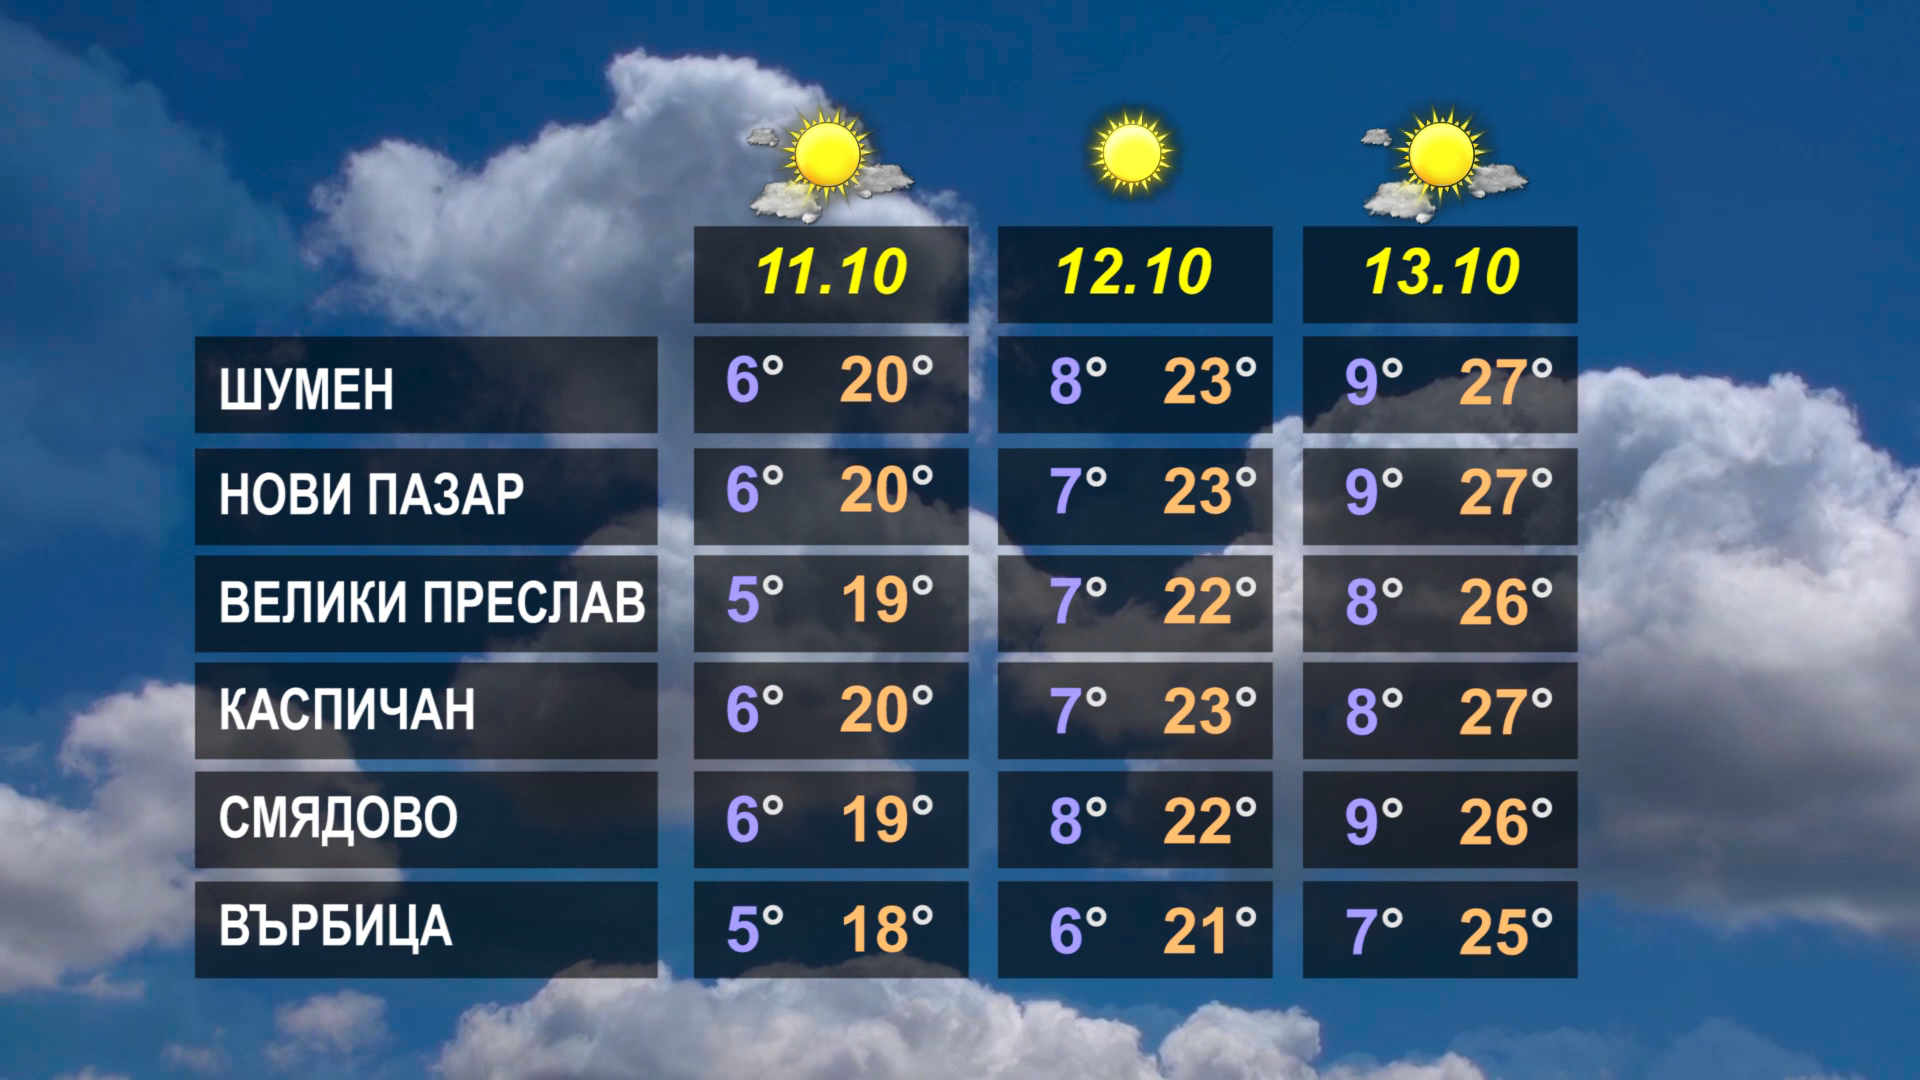 11.10 12.10 13.10
ШУМЕН 6° 20° 8° 23° 9° 27°
НОВИ ПАЗАР 6° 20° 7° 23° 9° 27°
ВЕЛИКИ ПРЕСЛАВ 5° 19° 7° 22° 8° 26°
КАСПИЧАН 6° 20° 7° 23° 8° 27°
СМЯДОВО 6° 19° 8° 22° 9° 26°
ВЪРБИЦА 5° 18° 6° 21° 7° 25°